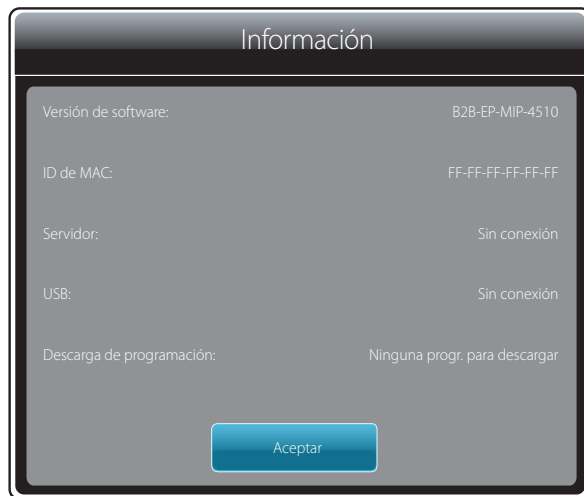 Información
Versión de software: B2B-EP-MIP-4510
ID de MAC: FF-FF-FF-FF-FF-FF
Servidor: Sin conexión
USB: Sin conexión
Descarga de programación: Ninguna progr. para descargar
Aceptar